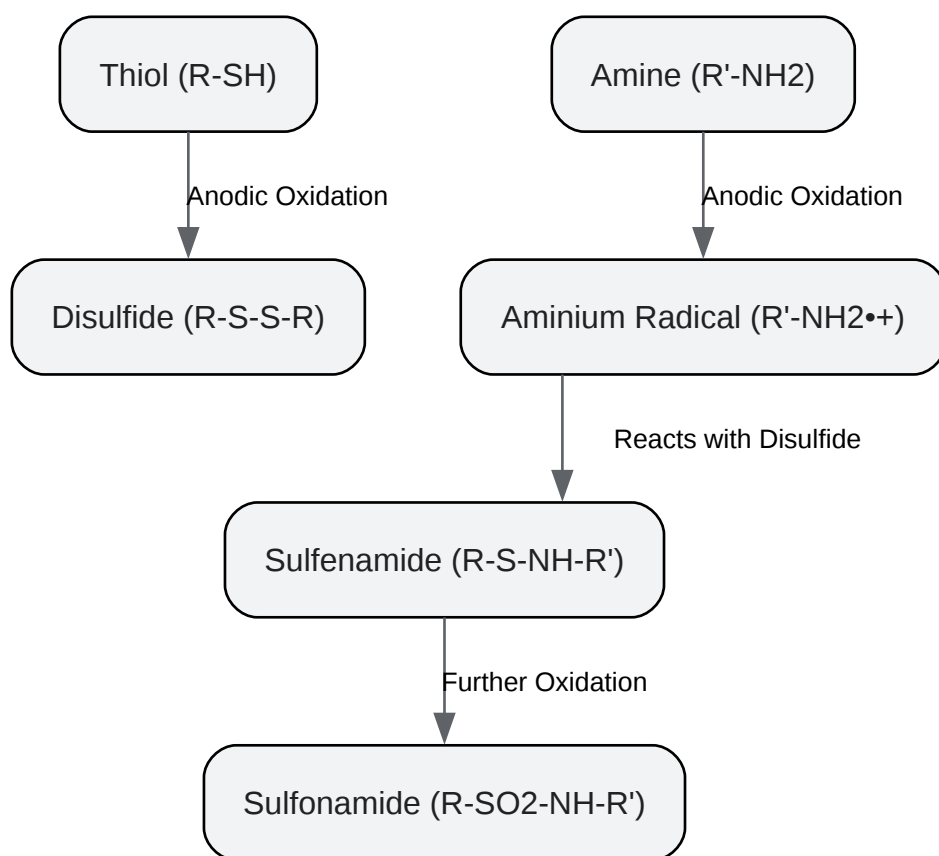 Thiol (R-SH)
Amine (R'-NH2)
Anodic Oxidation
Anodic Oxidation
Disulfide (R-S-S-R)
Aminium Radical (R'-NH2•+)
Reacts with Disulfide
Sulfenamide (R-S-NH-R')
Further Oxidation
Sulfonamide (R-SO2-NH-R')